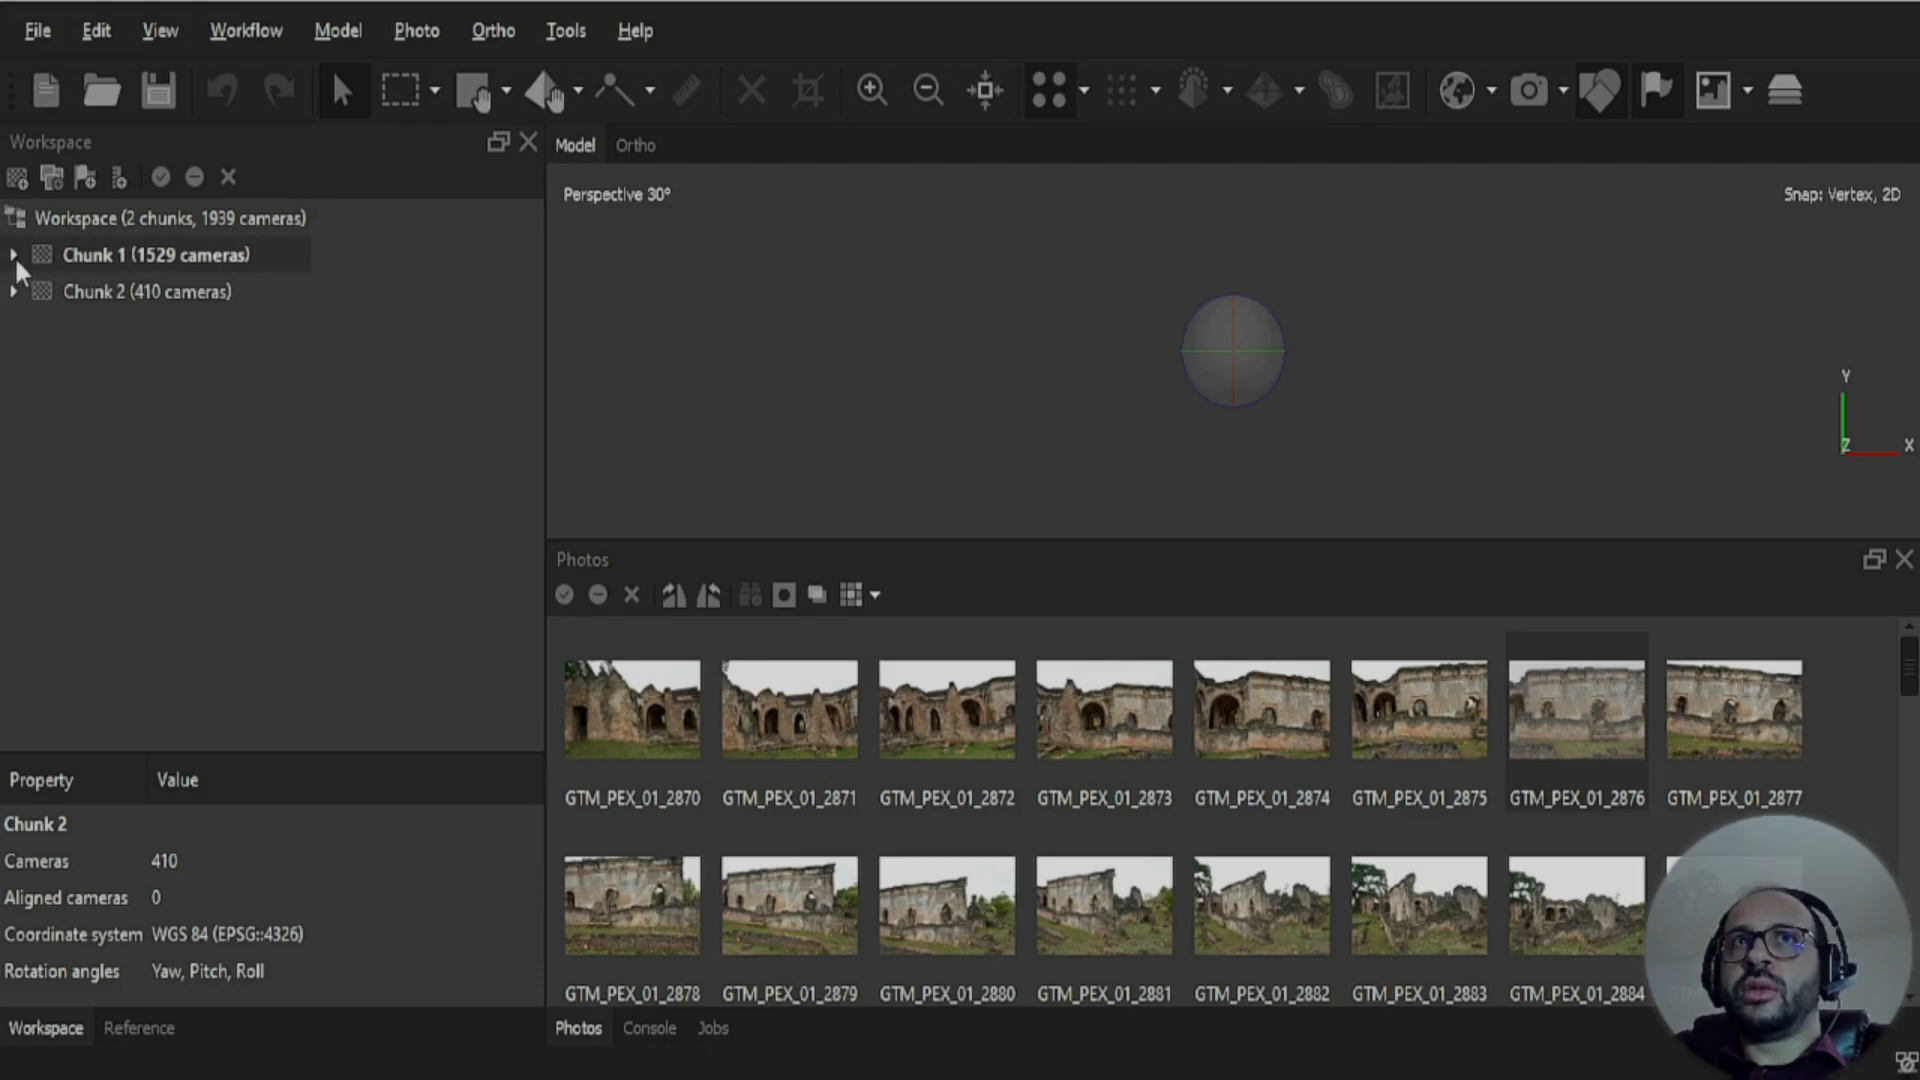 File Edit View Workflow Model Photo Ortho Tools Help
Workspace
Model Ortho
Perspective 30°
Snap: Vertex, 2D
Workspace (2 chunks, 1939 cameras)
Chunk 1 (1529 cameras)
Chunk 2 (410 cameras)
Y
Z
X
Photos
GTM_PEX_01_2870 GTM_PEX_01_2871 GTM_PEX_01_2872 GTM_PEX_01_2873 GTM_PEX_01_2874 GTM_PEX_01_2875 GTM_PEX_01_2876 GTM_PEX_01_2877
GTM_PEX_01_2878 GTM_PEX_01_2879 GTM_PEX_01_2880 GTM_PEX_01_2881 GTM_PEX_01_2882 GTM_PEX_01_2883 GTM_PEX_01_2884
Property Value
Chunk 2
Cameras 410
Aligned cameras 0
Coordinate system WGS 84 (EPSG::4326)
Rotation angles Yaw, Pitch, Roll
Workspace Reference
Photos Console Jobs